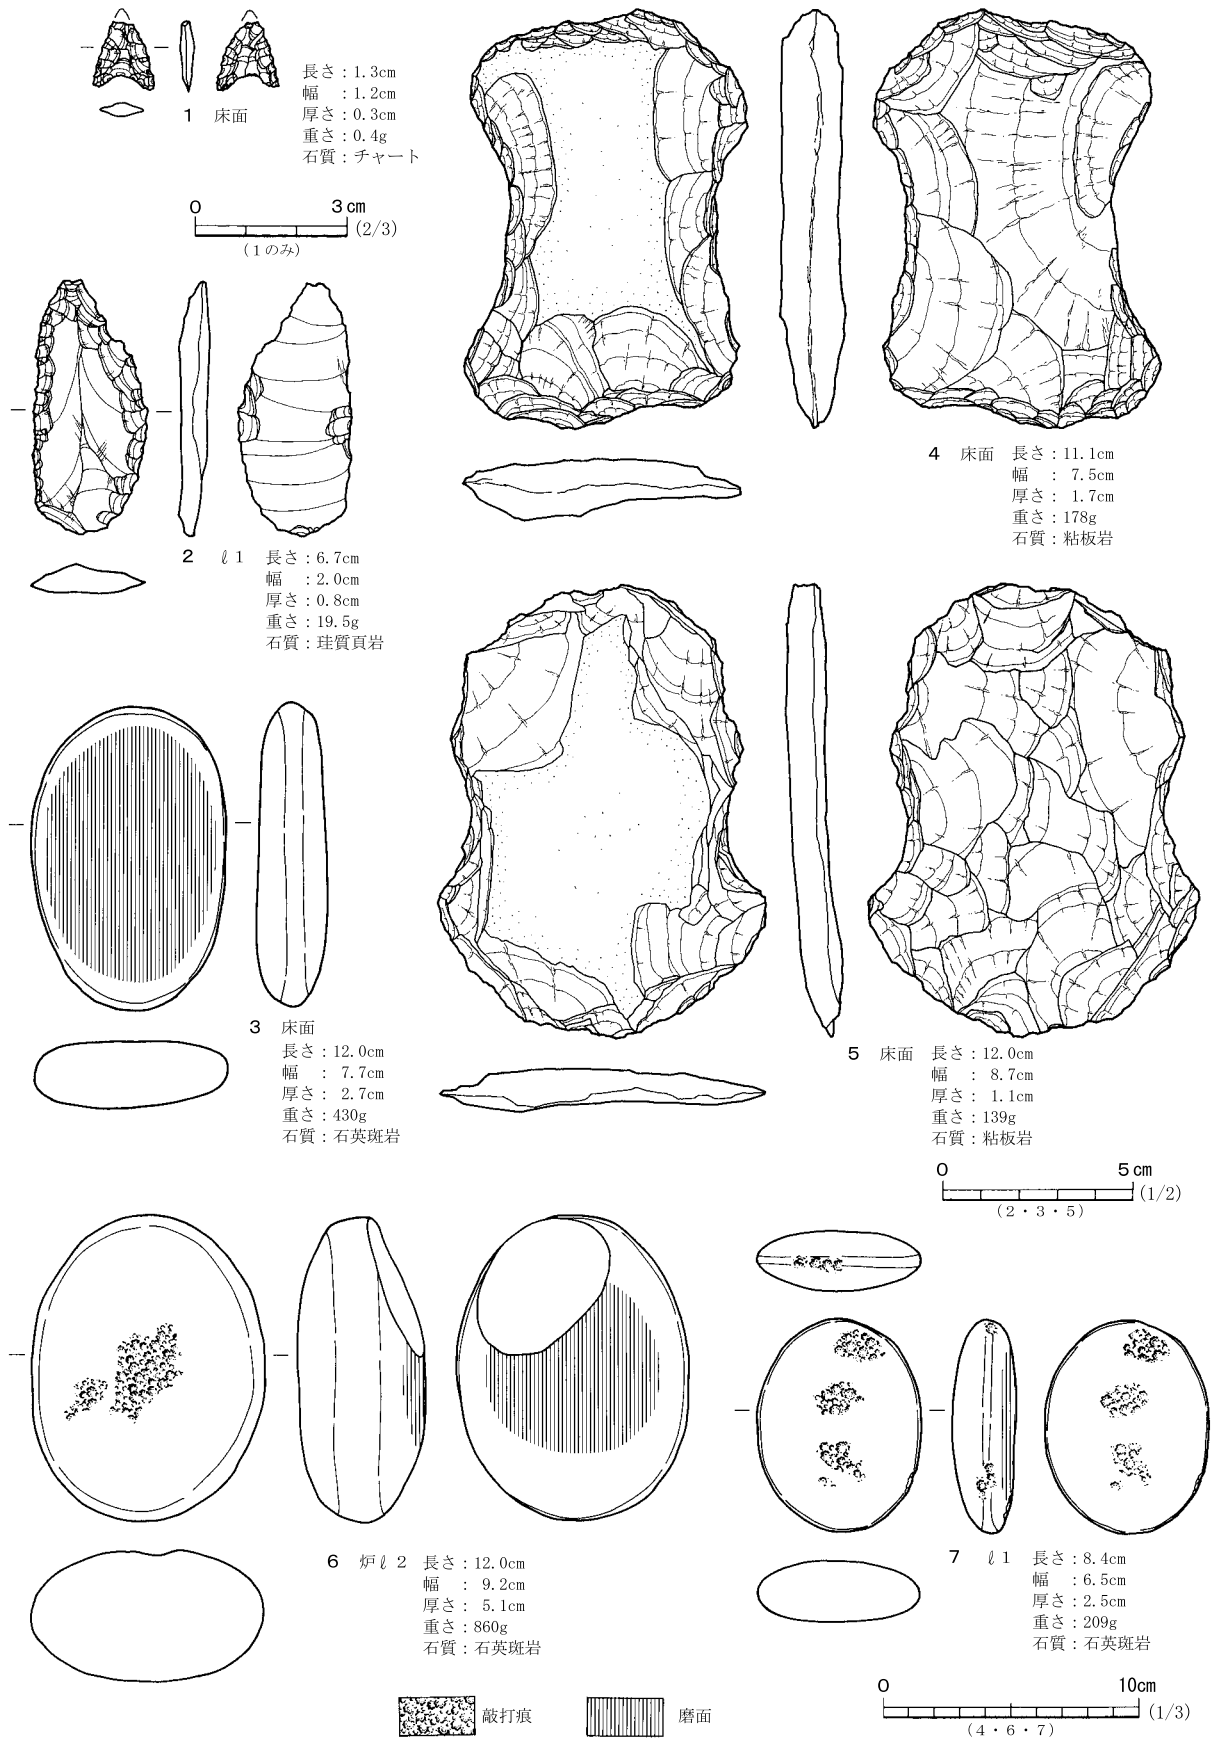 1 床面
長さ：1.3cm
幅　：1.2cm
厚さ：0.3cm
重さ：0.4g
石質：チャート
0 3cm
(2/3)
(1のみ)
2 ℓ1
長さ：6.7cm
幅　：2.0cm
厚さ：0.8cm
重さ：19.5g
石質：珪質頁岩
3 床面
長さ：12.0cm
幅　： 7.7cm
厚さ： 2.7cm
重さ：430g
石質：石英斑岩
4 床面 長さ：11.1cm
幅　： 7.5cm
厚さ： 1.7cm
重さ：178g
石質：粘板岩
5 床面 長さ：12.0cm
幅　： 8.7cm
厚さ： 1.1cm
重さ：139g
石質：粘板岩
0 5cm
(1/2)
(2・3・5)
6 炉ℓ2 長さ：12.0cm
幅　： 9.2cm
厚さ： 5.1cm
重さ：860g
石質：石英斑岩
7 ℓ1 長さ：8.4cm
幅　：6.5cm
厚さ：2.5cm
重さ：209g
石質：石英斑岩
敲打痕
磨面
0 10cm
(1/3)
(4・6・7)